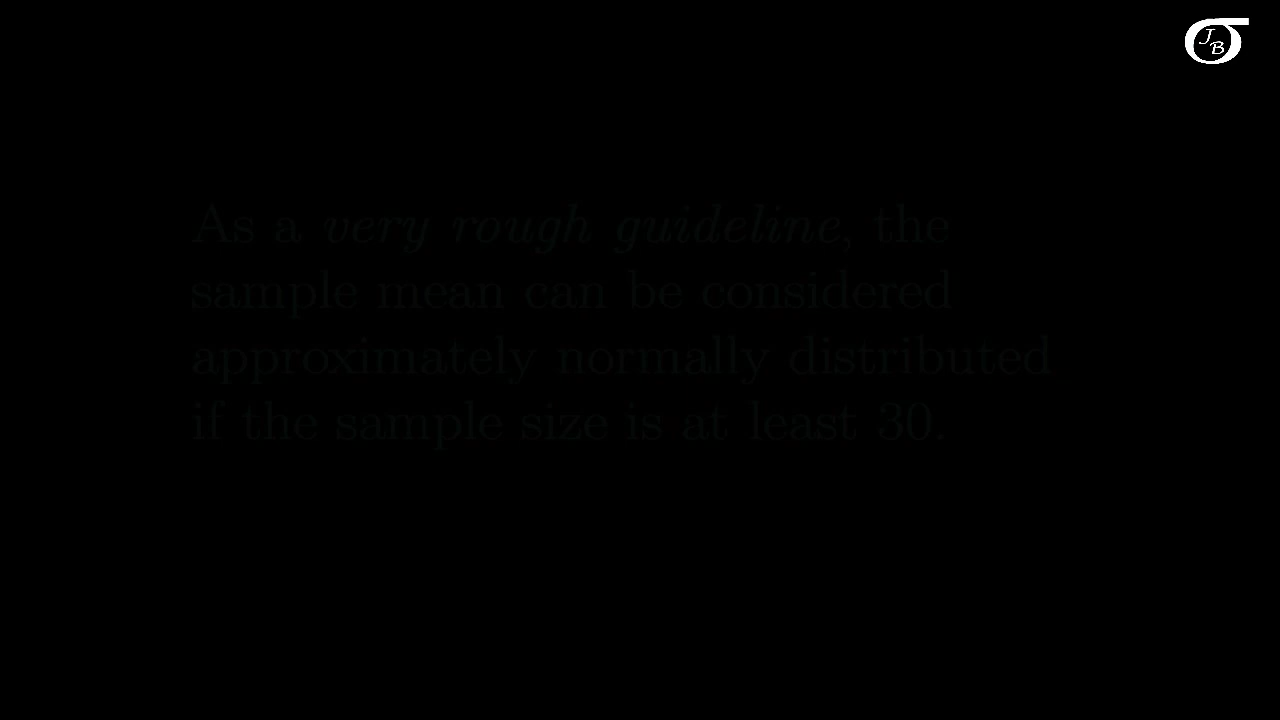 JB
As a very rough guideline, the
sample mean can be considered
approximately normally distributed
if the sample size is at least 30.